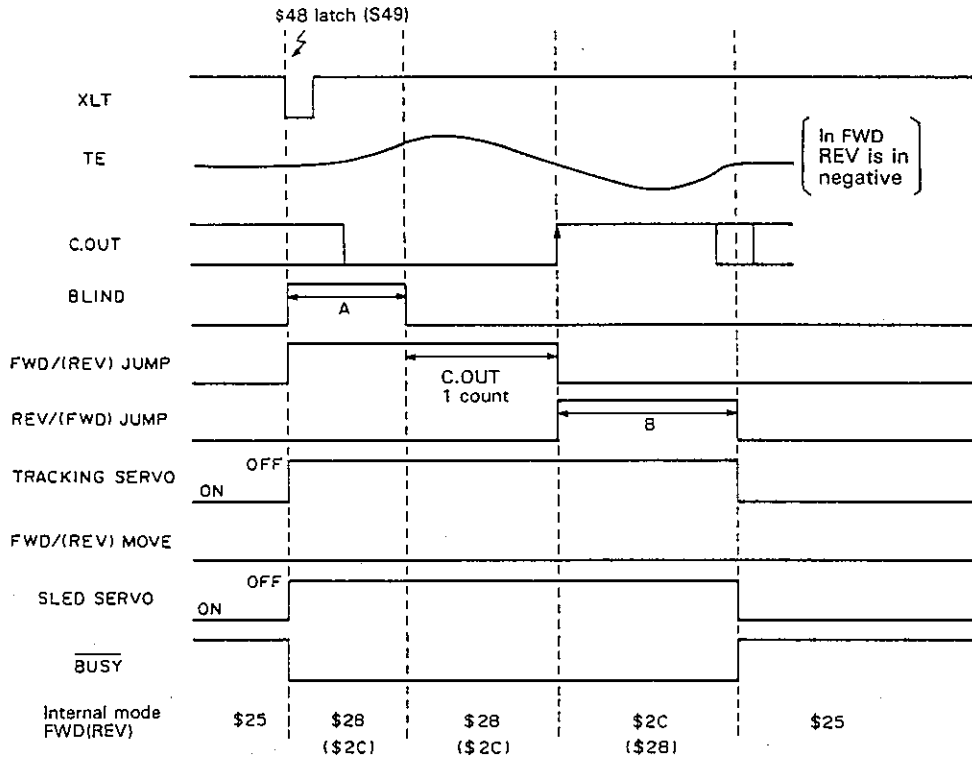 $48 latch (S49)
XLT
TE
In FWD
REV is in
negative
C.OUT
BLIND
A
FWD/(REV) JUMP
C.OUT
1 count
REV/(FWD) JUMP
B
OFF
TRACKING SERVO
ON
FWD/(REV) MOVE
OFF
SLED SERVO
ON
BUSY
Internal mode
FWD(REV)
$25 $28 $28 $2C $25
($2C) ($2C) ($28)